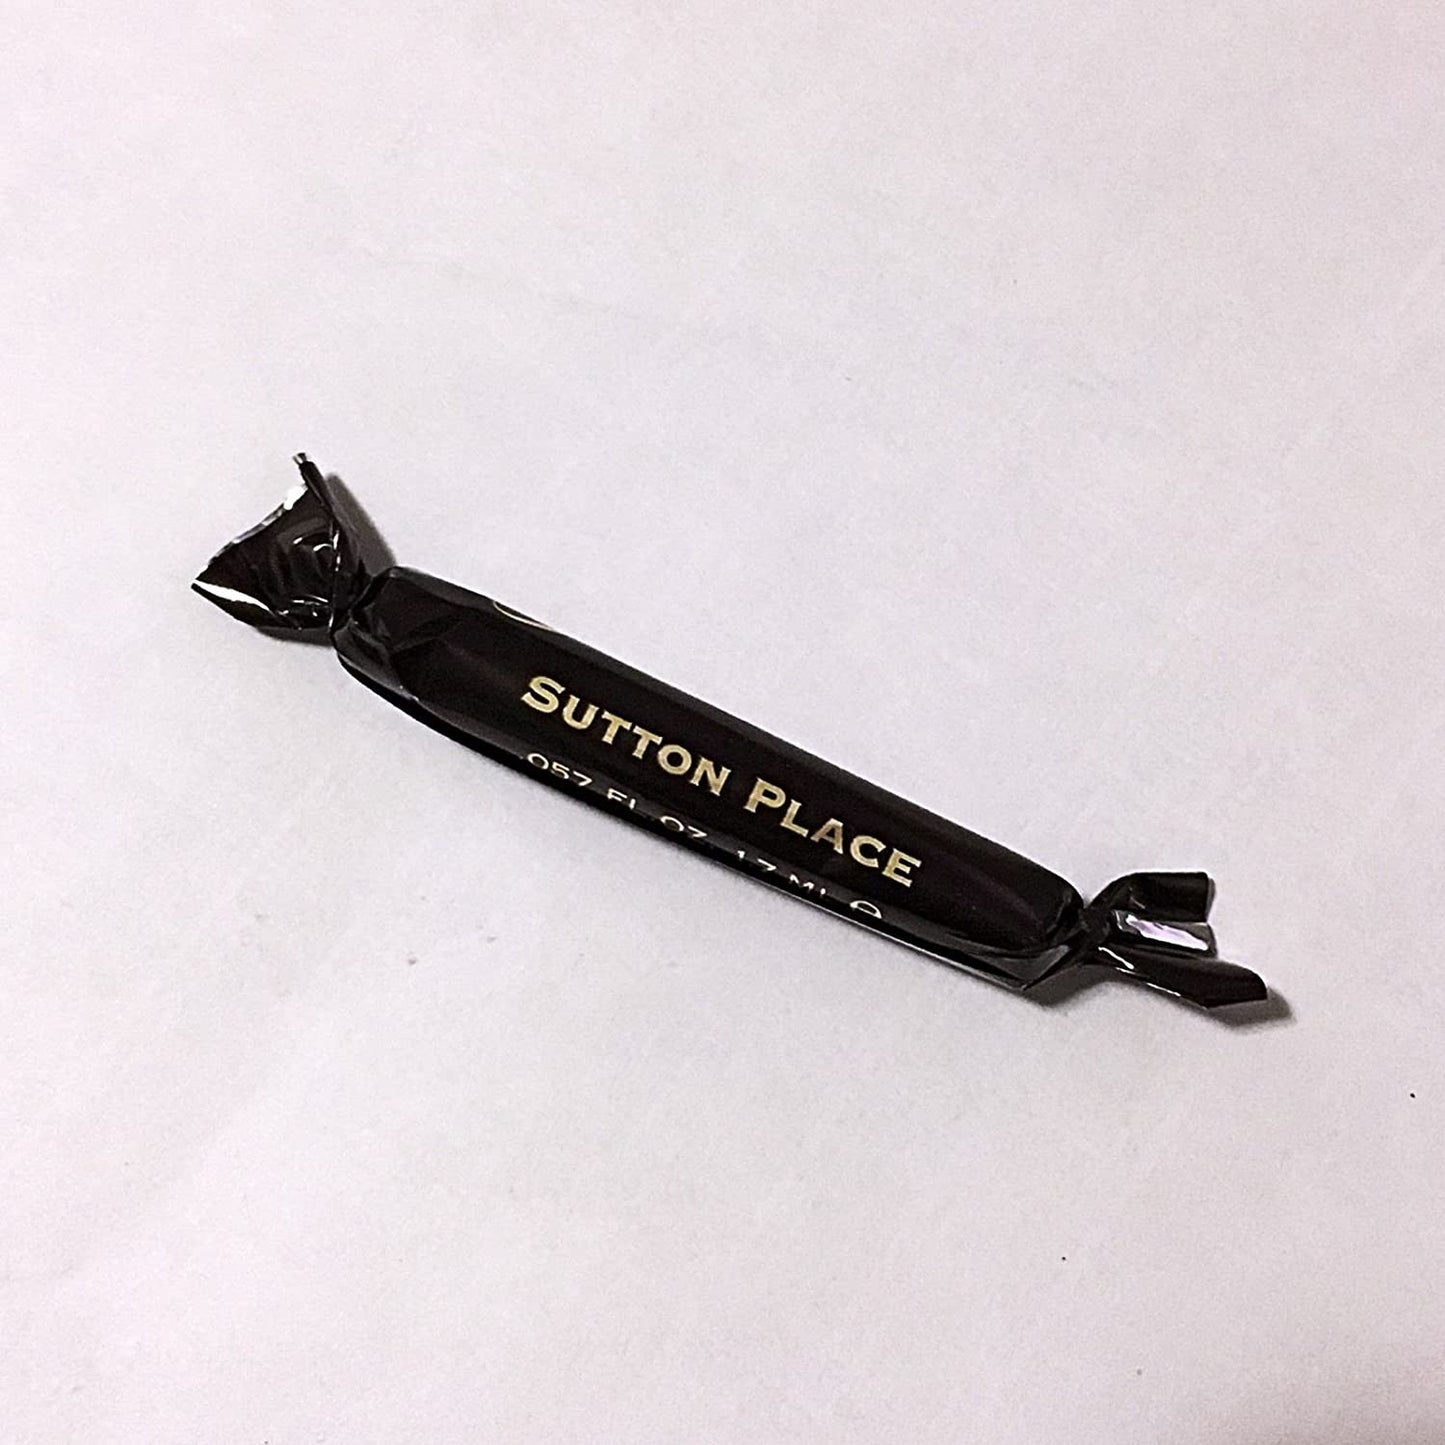 SUTTON PLACE
.057 FL OZ 1.7 ML e